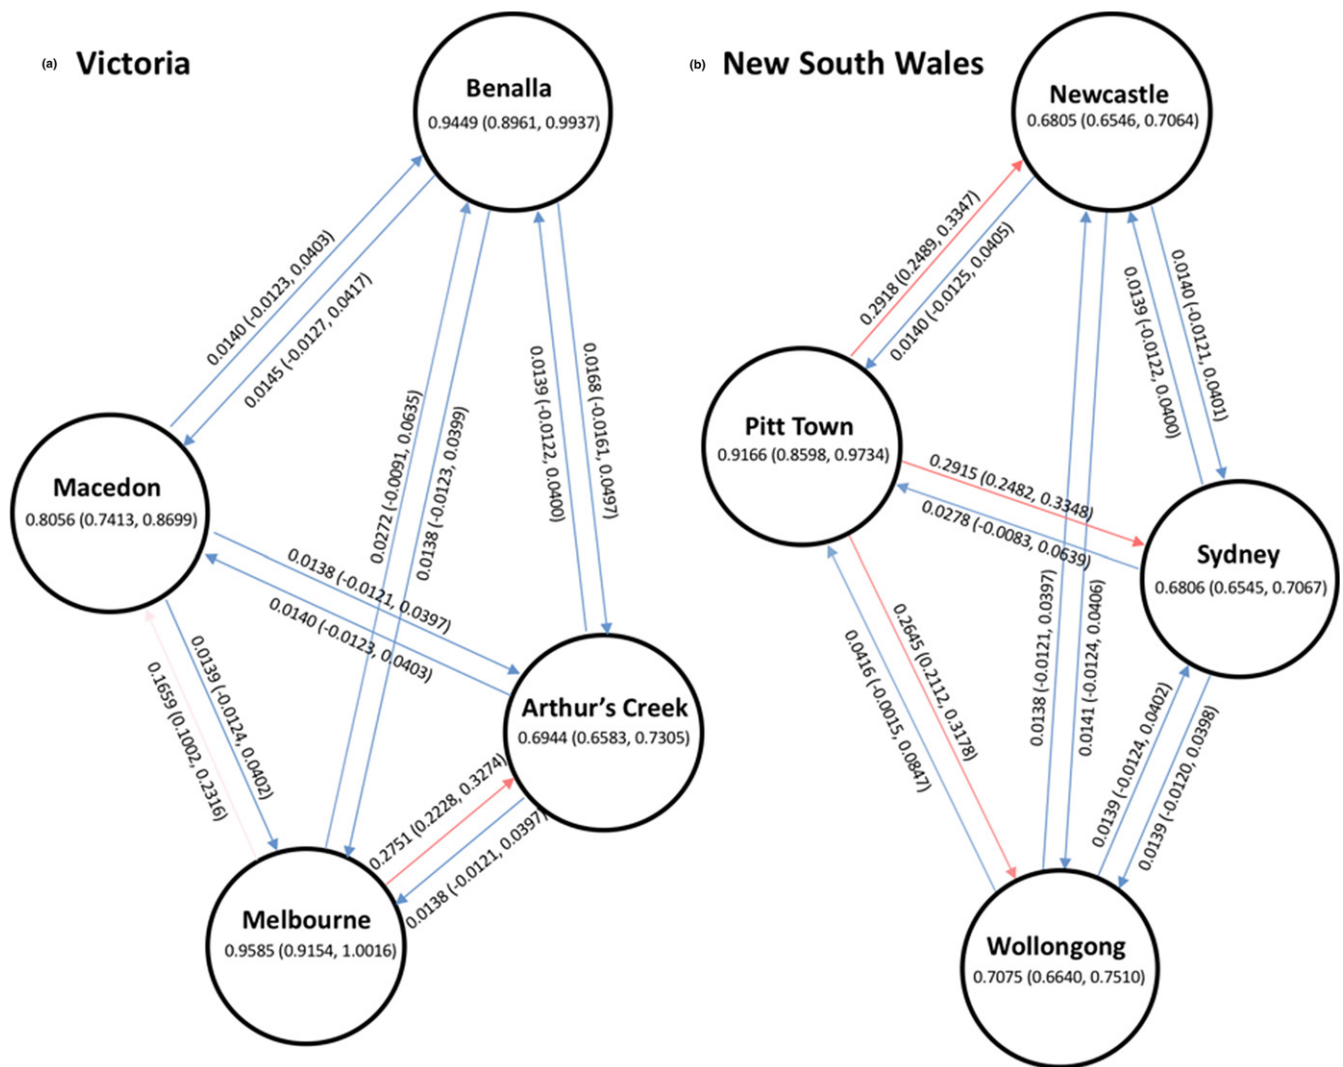 (a) Victoria
Benalla
0.9449 (0.8961, 0.9937)
0.0140 (-0.0123, 0.0403)
0.0145 (-0.0127, 0.0417)
0.0272 (-0.0091, 0.0635)
0.0138 (-0.0123, 0.0399)
0.0139 (-0.0122, 0.0400)
0.0168 (-0.0161, 0.0497)
Macedon
0.8056 (0.7413, 0.8699)
0.0138 (-0.0121, 0.0397)
0.0140 (-0.0123, 0.0403)
0.0139 (-0.0124, 0.0402)
0.1659 (0.1002, 0.2316)
Arthur's Creek
0.6944 (0.6583, 0.7305)
0.2751 (0.2228, 0.3274)
0.0138 (-0.0121, 0.0397)
Melbourne
0.9585 (0.9154, 1.0016)
(b) New South Wales
Newcastle
0.6805 (0.6546, 0.7064)
0.2918 (0.2489, 0.3347)
0.0140 (-0.0125, 0.0405)
0.0139 (-0.0122, 0.0400)
0.0140 (-0.0121, 0.0401)
Pitt Town
0.9166 (0.8598, 0.9734)
0.2915 (0.2482, 0.3348)
0.0278 (-0.0083, 0.0639)
Sydney
0.6806 (0.6545, 0.7067)
0.2645 (0.2112, 0.3178)
0.0416 (-0.0015, 0.0847)
0.0138 (-0.0121, 0.0397)
0.0141 (-0.0124, 0.0406)
0.0139 (-0.0124, 0.0402)
0.0139 (-0.0120, 0.0398)
Wollongong
0.7075 (0.6640, 0.7510)